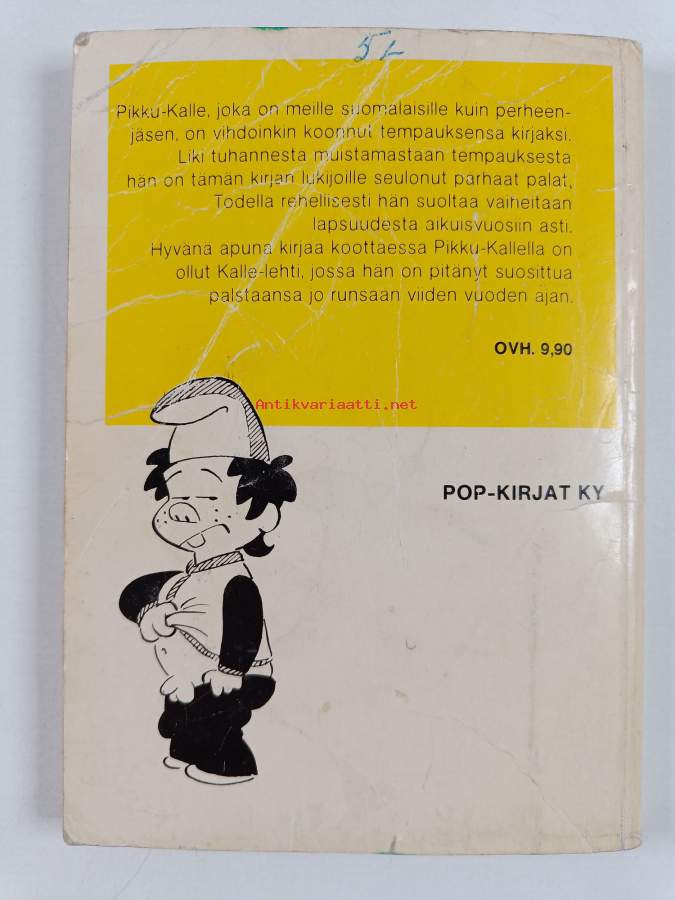 5,-
Pikku-Kalle, joka on meille suomalaisille kuin perheen-
jäsen, on vihdoinkin koonnut tempauksensa kirjaksi.
Liki tuhannesta muistamastaan tempauksesta
hän on tämän kirjan lukijoille seulonut parhaat palat,
Todella rehellisesti hän suoltaa vaiheitaan
lapsuudesta aikuisvuosiin asti.
Hyvänä apuna kirjaa koottaessa Pikku-Kallella on
ollut Kalle-lehti, jossa hän on pitänyt suosittua
palstaansa jo runsaan viiden vuoden ajan.
OVH. 9,90
Antikvariaatti.net
POP-KIRJAT KY